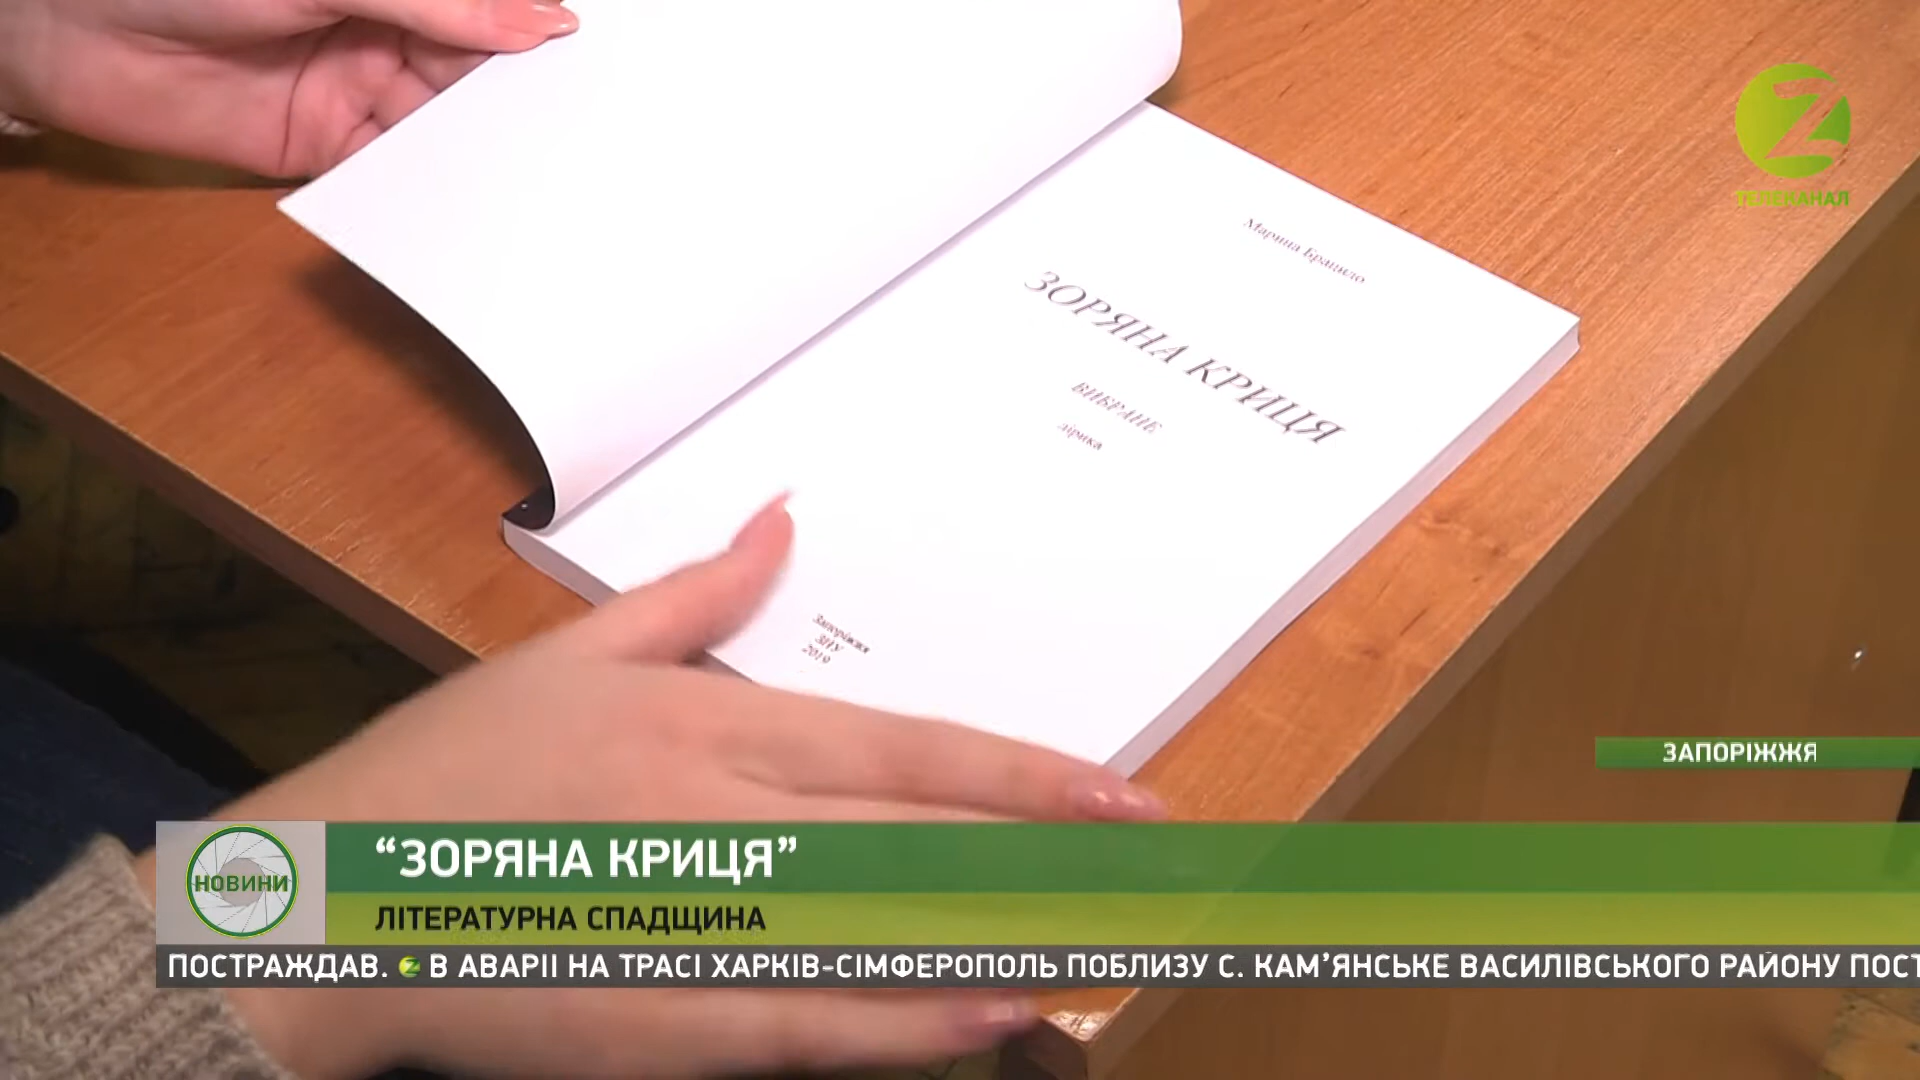 Z
ТЕЛЕКАНАЛ
Марина Брацило
ЗОРЯНА КРИЦЯ
ВИБРАНЕ
лірика
Запоріжжя
ЗНУ
2019
ЗАПОРІЖЖЯ
“ЗОРЯНА КРИЦЯ”
НОВИНИ
ЛІТЕРАТУРНА СПАДЩИНА
ПОСТРАЖДАВ. Z В АВАРІЇ НА ТРАСІ ХАРКІВ-СІМФЕРОПОЛЬ ПОБЛИЗУ С. КАМ’ЯНСЬКЕ ВАСИЛІВСЬКОГО РАЙОНУ ПОСТ